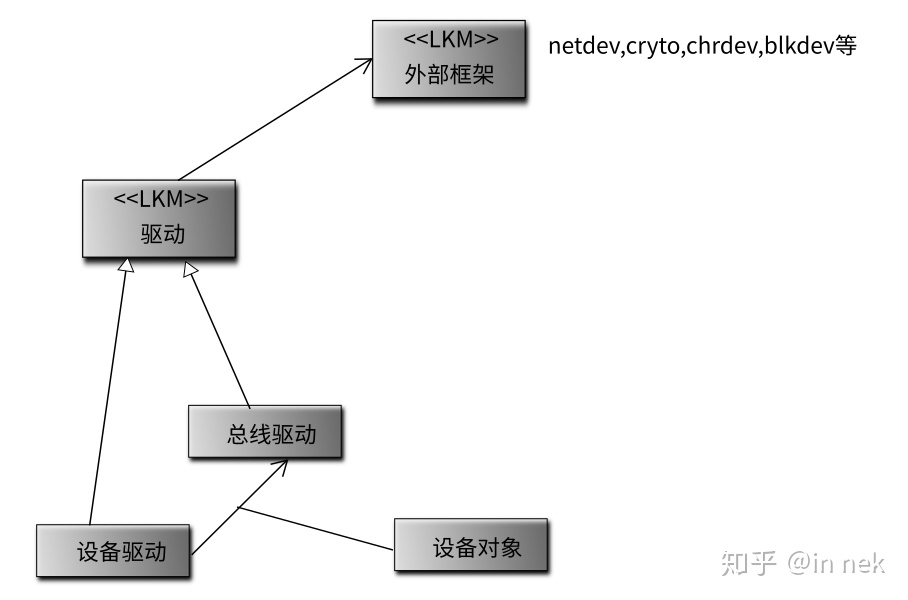 <<LKM>>
外部框架
netdev,cryto,chrdev,blkdev等
<<LKM>>
驱动
总线驱动
设备驱动
设备对象
知乎 @in nek